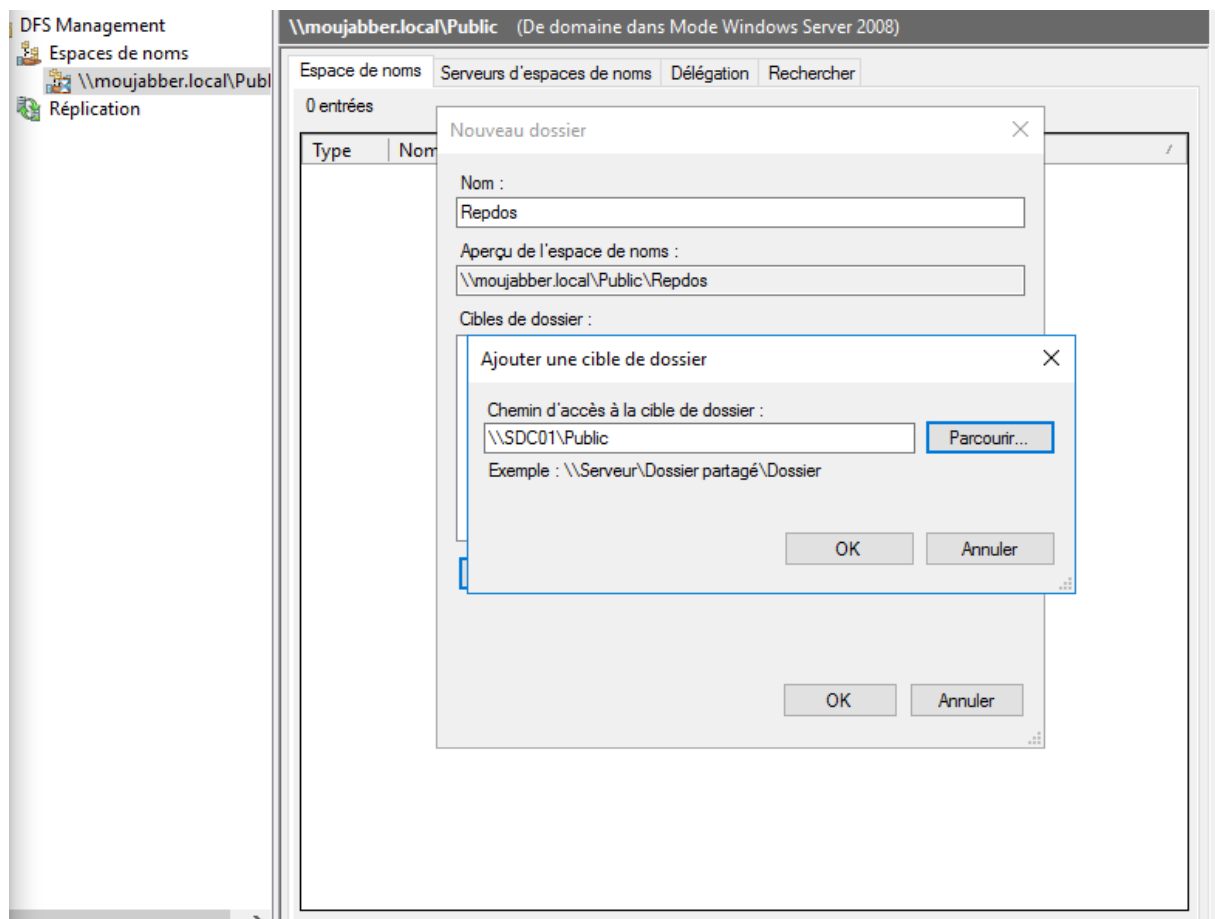 DFS Management
Espaces de noms
\\moujabber.local\Publ
Réplication
\\moujabber.local\Public (De domaine dans Mode Windows Server 2008)
Espace de noms Serveurs d'espaces de noms Délégation Rechercher
0 entrées
Type Nom
Nouveau dossier
Nom :
Repdos
Aperçu de l'espace de noms :
\\moujabber.local\Public\Repdos
Cibles de dossier :
Ajouter une cible de dossier
Chemin d'accès à la cible de dossier :
\\SDC01\Public
Parcourir...
Exemple : \\Serveur\Dossier partagé\Dossier
OK Annuler
OK Annuler